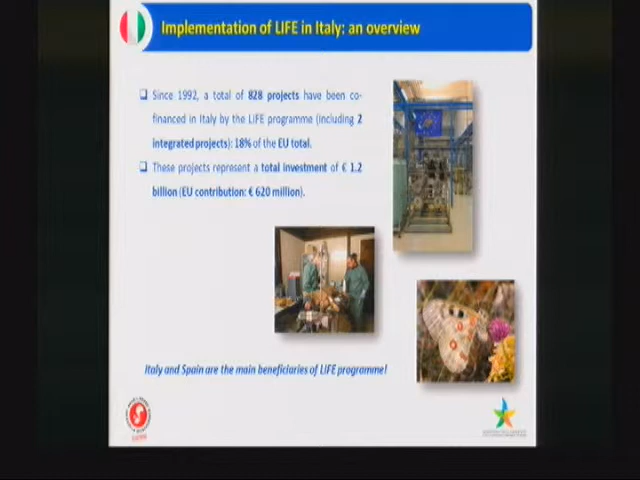 Implementation of LIFE in Italy: an overview
❑ Since 1992, a total of 828 projects have been co-
financed in Italy by the LIFE programme (including 2
integrated projects): 18% of the EU total.
❑ These projects represent a total investment of € 1.2
billion (EU contribution: € 620 million).
Italy and Spain are the main beneficiaries of LIFE programme!